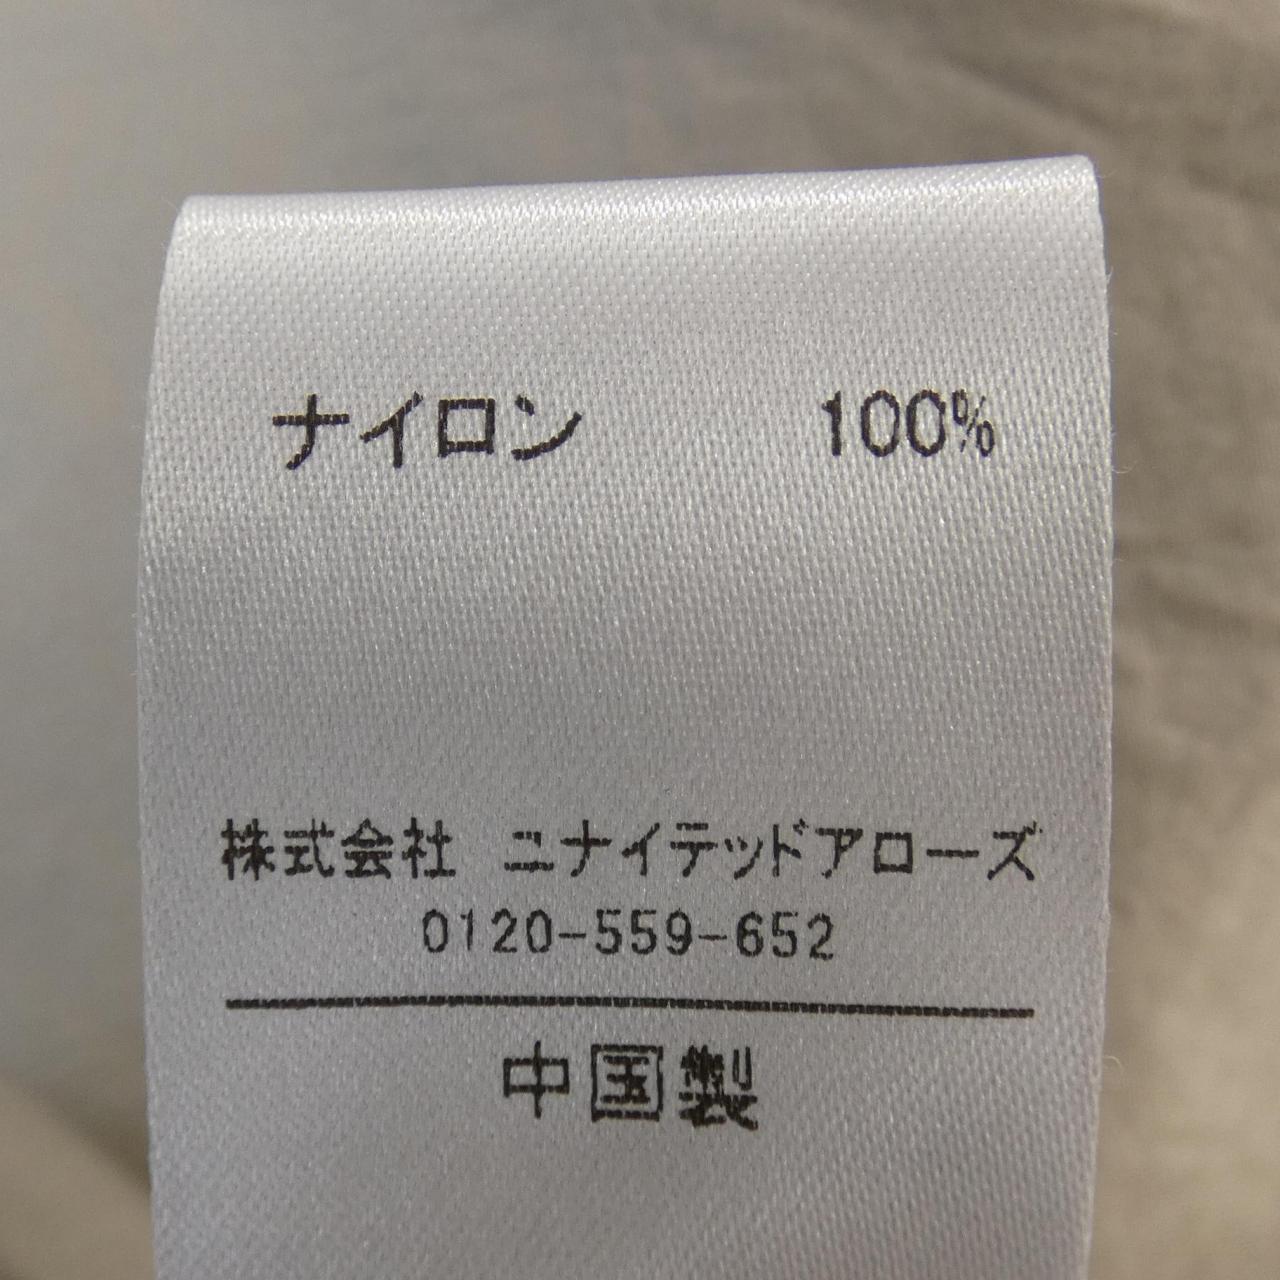 ナイロン 100%
株式会社 ユナイテッドアローズ
0120-559-652
中国製